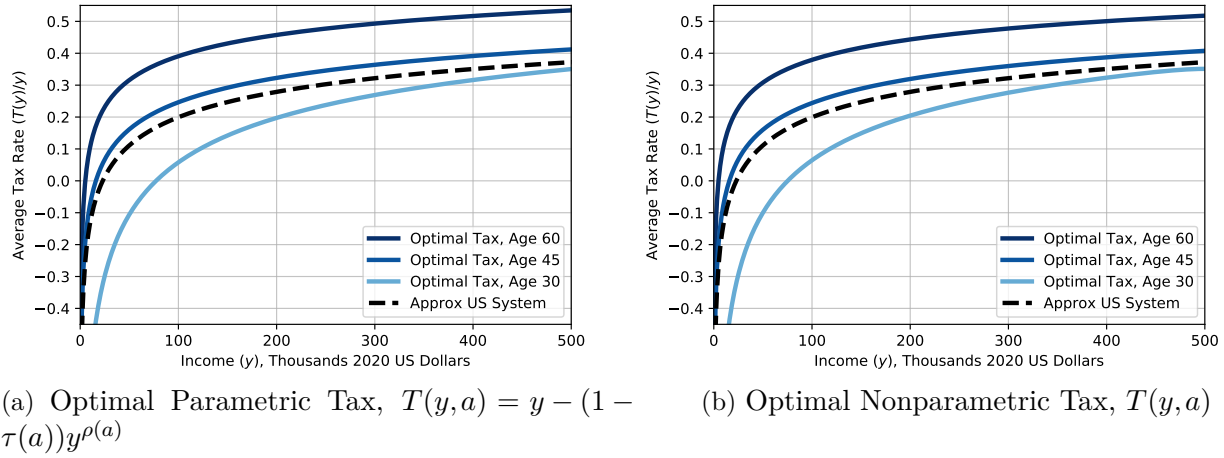 Average Tax Rate (T(y)/y)
0.5
0.4
0.3
0.2
0.1
0.0
−0.1
−0.2
−0.3
−0.4
Optimal Tax, Age 60
Optimal Tax, Age 45
Optimal Tax, Age 30
Approx US System
0 100 200 300 400 500
Income (y), Thousands 2020 US Dollars
(a) Optimal Parametric Tax, T(y, a) = y − (1 −
τ(a))y^{ρ(a)}
Average Tax Rate (T(y)/y)
0.5
0.4
0.3
0.2
0.1
0.0
−0.1
−0.2
−0.3
−0.4
Optimal Tax, Age 60
Optimal Tax, Age 45
Optimal Tax, Age 30
Approx US System
0 100 200 300 400 500
Income (y), Thousands 2020 US Dollars
(b) Optimal Nonparametric Tax, T(y, a)